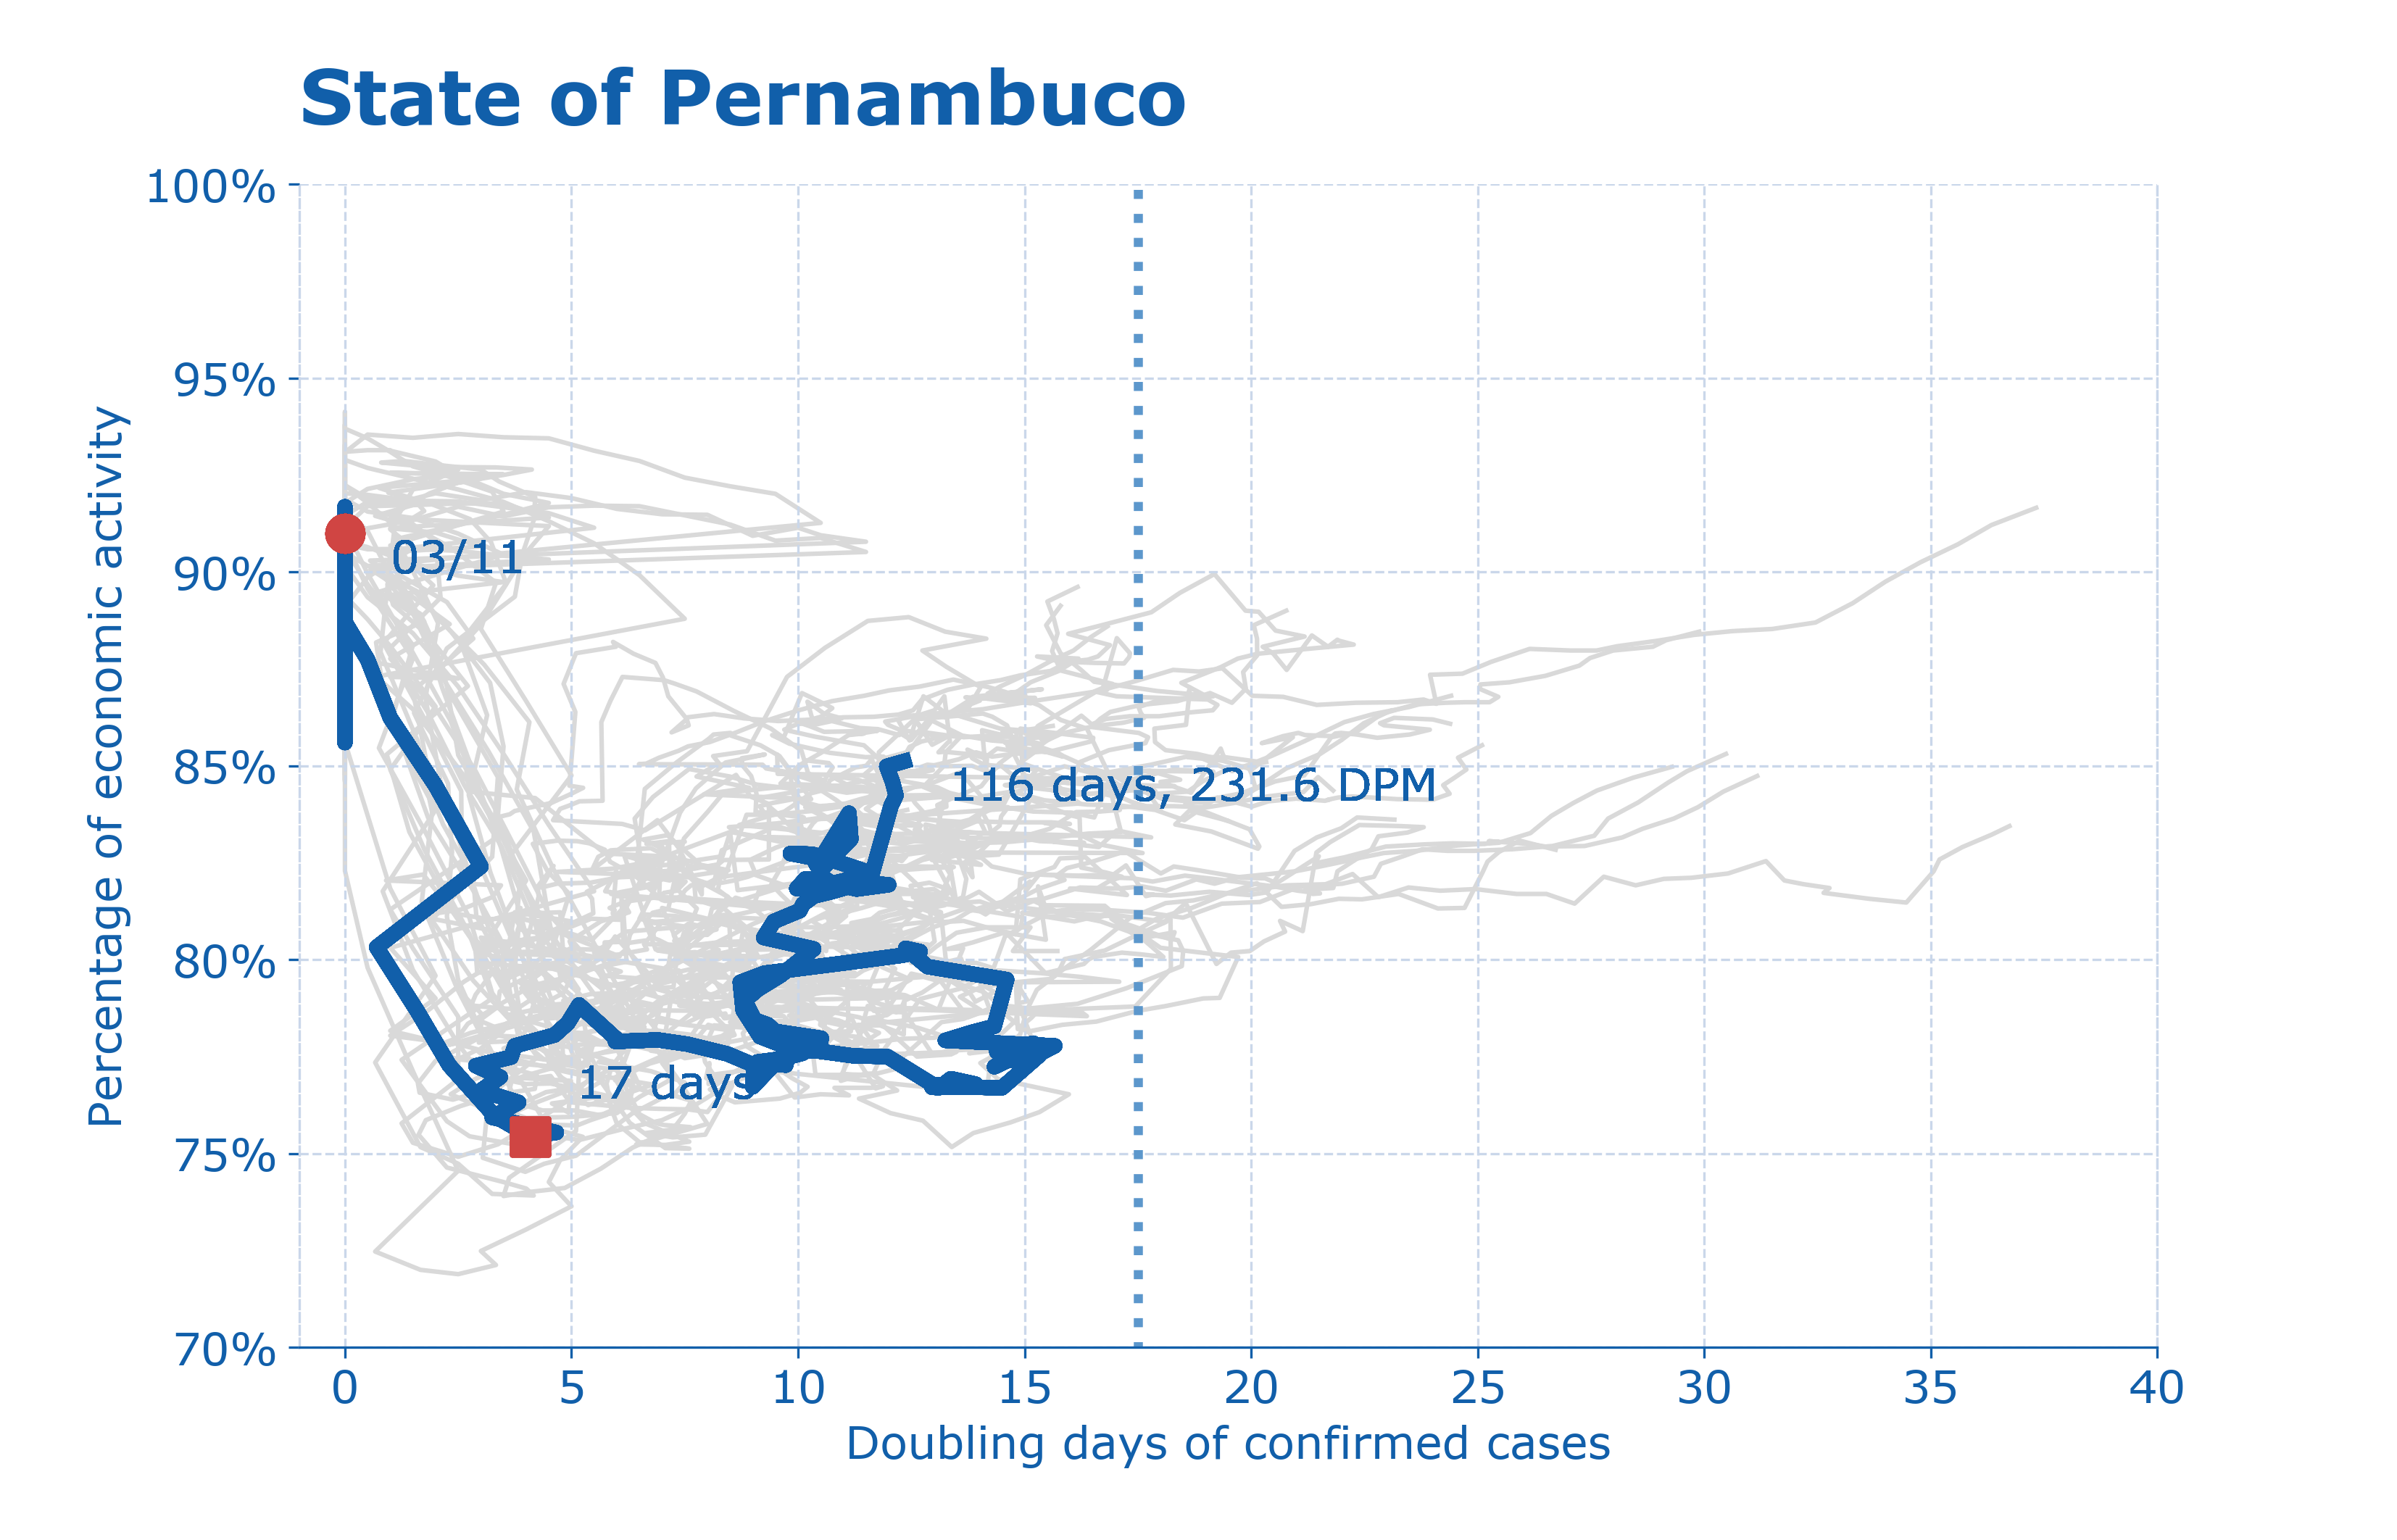 State of Pernambuco
100%
95%
90%
85%
80%
75%
70%
Percentage of economic activity
03/11
116 days, 231.6 DPM
17 days
0 5 10 15 20 25 30 35 40
Doubling days of confirmed cases